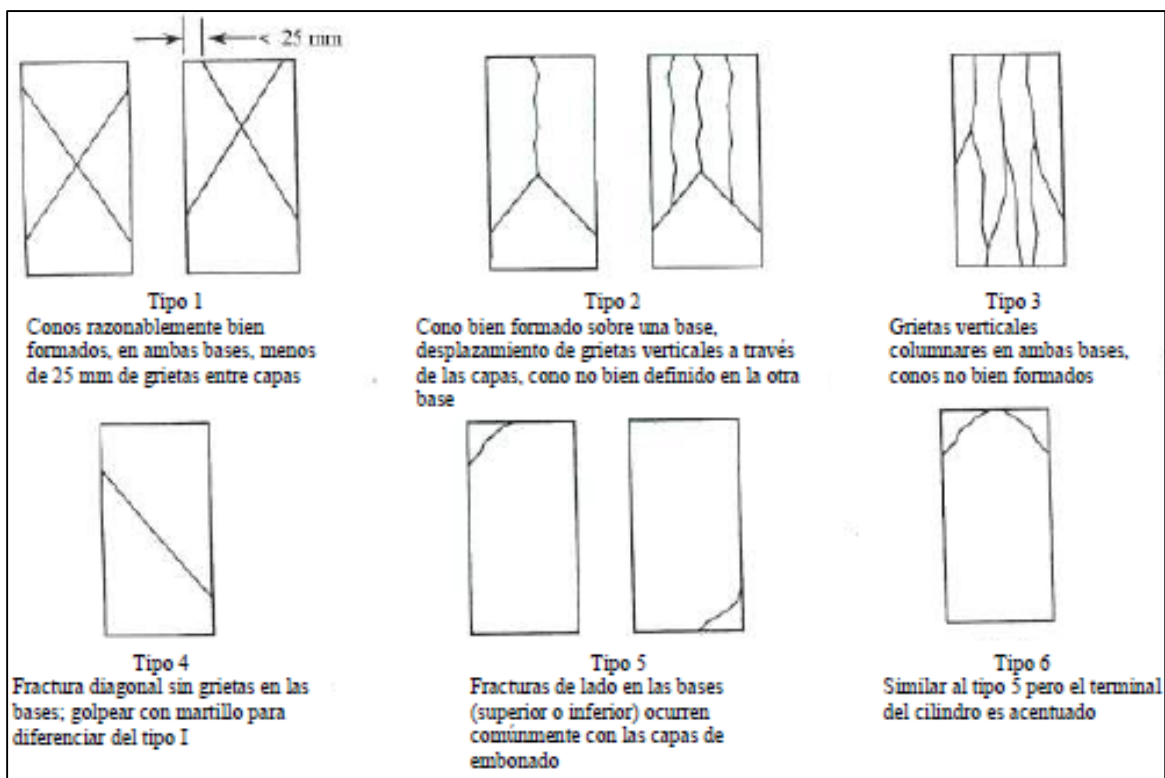 < 25 mm
Tipo 1
Conos razonablemente bien
formados, en ambas bases, menos
de 25 mm de grietas entre capas
Tipo 2
Cono bien formado sobre una base,
desplazamiento de grietas verticales a través
de las capas, cono no bien definido en la otra
base
Tipo 3
Grietas verticales
columnares en ambas bases,
conos no bien formados
Tipo 4
Fractura diagonal sin grietas en las
bases; golpear con martillo para
diferenciar del tipo I
Tipo 5
Fracturas de lado en las bases
(superior o inferior) ocurren
comúnmente con las capas de
embonado
Tipo 6
Similar al tipo 5 pero el terminal
del cilindro es acentuado